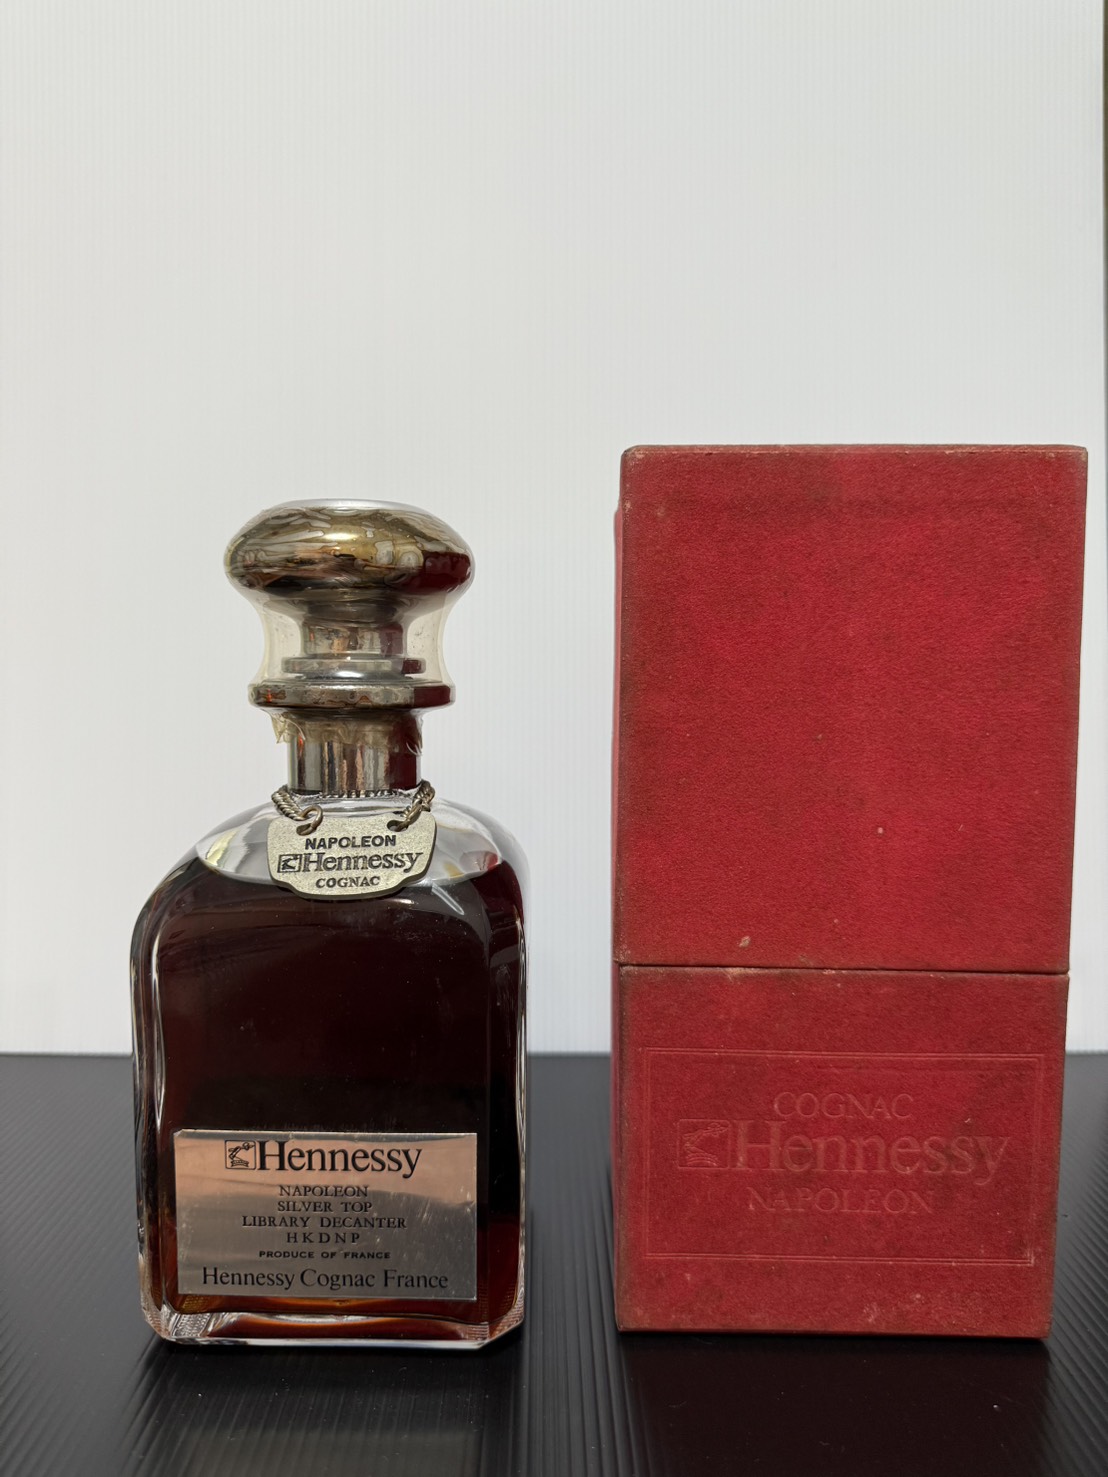 NAPOLEON
Hennessy
COGNAC
Hennessy
NAPOLEON
SILVER TOP
LIBRARY DECANTER
HKDNP
PRODUCE OF FRANCE
Hennessy Cognac France
COGNAC
Hennessy
NAPOLEON